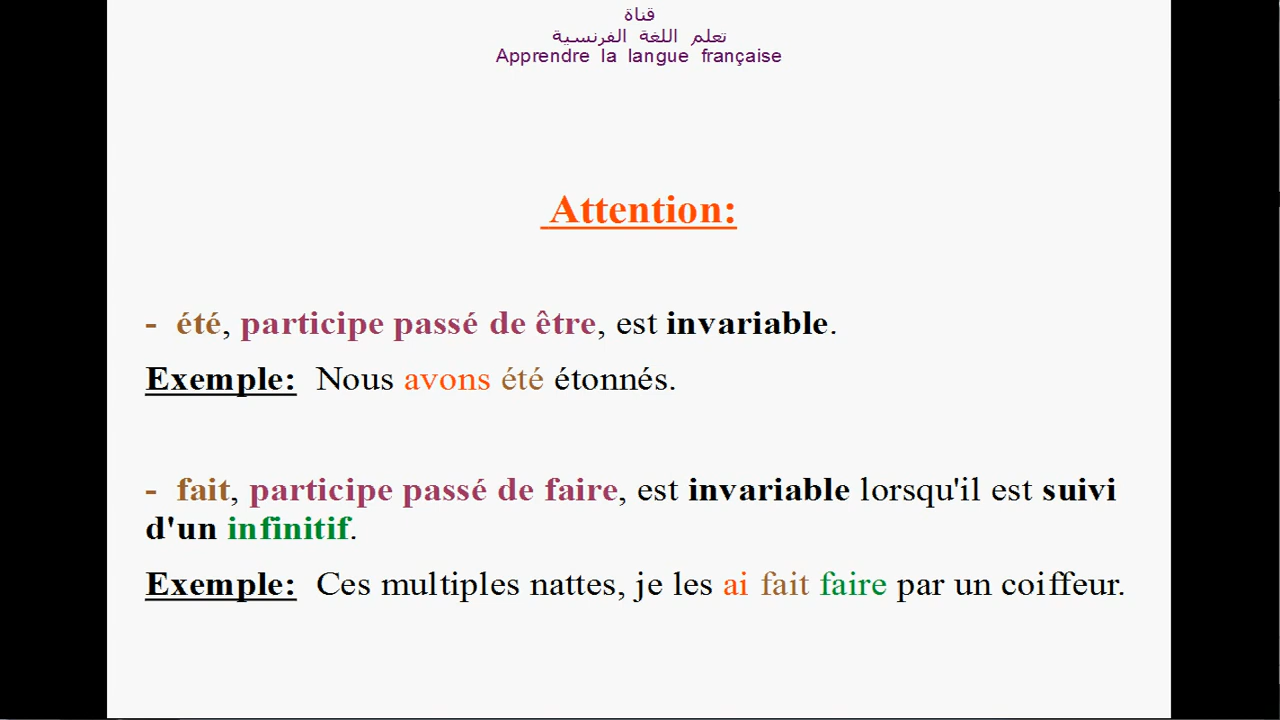 قناة
تعلم اللغة الفرنسية
Apprendre la langue française
Attention:
- été, participe passé de être, est invariable.
Exemple: Nous avons été étonnés.
- fait, participe passé de faire, est invariable lorsqu'il est suivi
d'un infinitif.
Exemple: Ces multiples nattes, je les ai fait faire par un coiffeur.